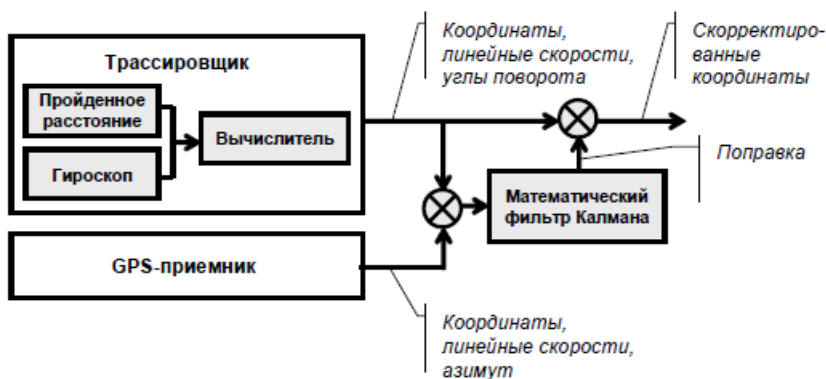 Координаты,
линейные скорости,
углы поворота
Скорректиро-
ванные
координаты
Трассировщик
Пройденное
расстояние
Вычислитель
Гироскоп
Поправка
Математический
фильтр Калмана
GPS-приемник
Координаты,
линейные скорости,
азимут